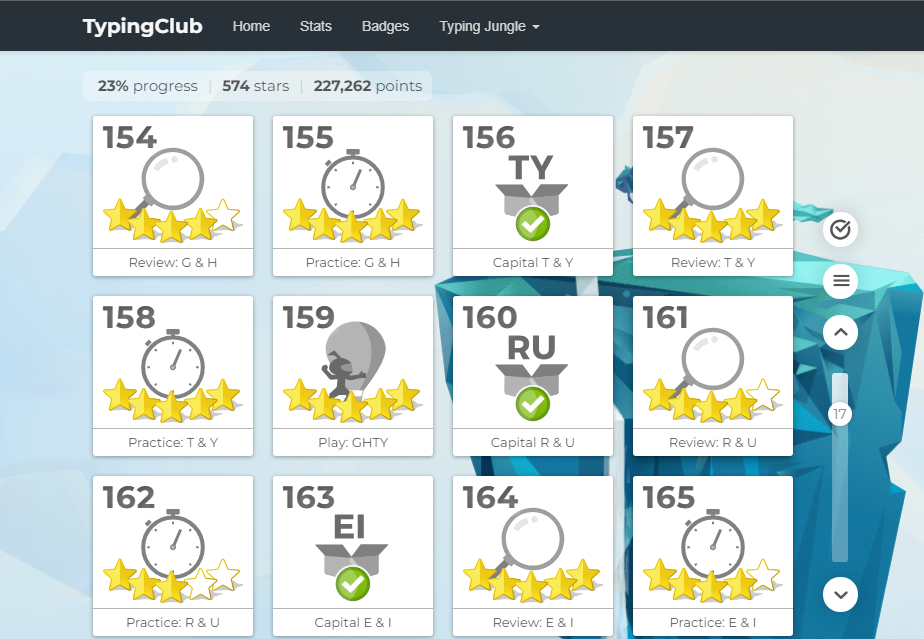 TypingClub Home Stats Badges Typing Jungle
23% progress 574 stars 227,262 points
154 155 156 157
TY
Review: G & H Practice: G & H Capital T & Y Review: T & Y
158 159 160 161
RU
Practice: T & Y Play: GHTY Capital R & U Review: R & U
17
162 163 164 165
EI
Practice: R & U Capital E & I Review: E & I Practice: E & I